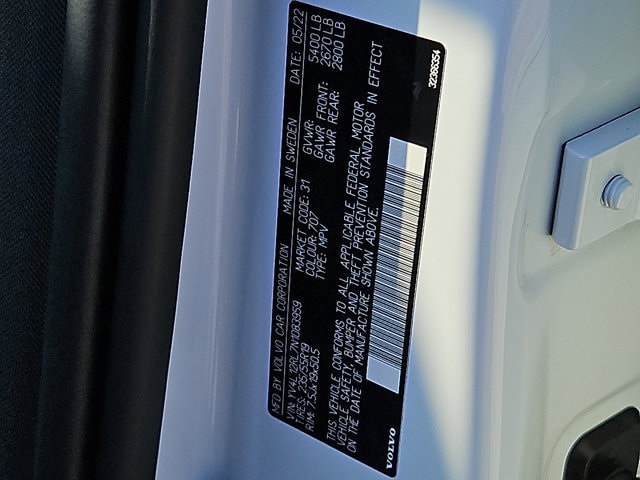 MFD BY VOLVO CAR CORPORATION MADE IN SWEDEN DATE: 05/22
VIN: YV4L12RL7N1083959 MARKET CODE: 31 GVWR: 5400 LB
TIRES: 235/55R19 COLOUR: 707 GAWR FRONT: 2670 LB
RIM: 7.5Jx19x50.5 TYPE: MPV GAWR REAR: 2800 LB
THIS VEHICLE CONFORMS TO ALL APPLICABLE FEDERAL MOTOR
VEHICLE SAFETY, BUMPER AND THEFT PREVENTION STANDARDS IN EFFECT
ON THE DATE OF MANUFACTURE SHOWN ABOVE.
VOLVO
32366354